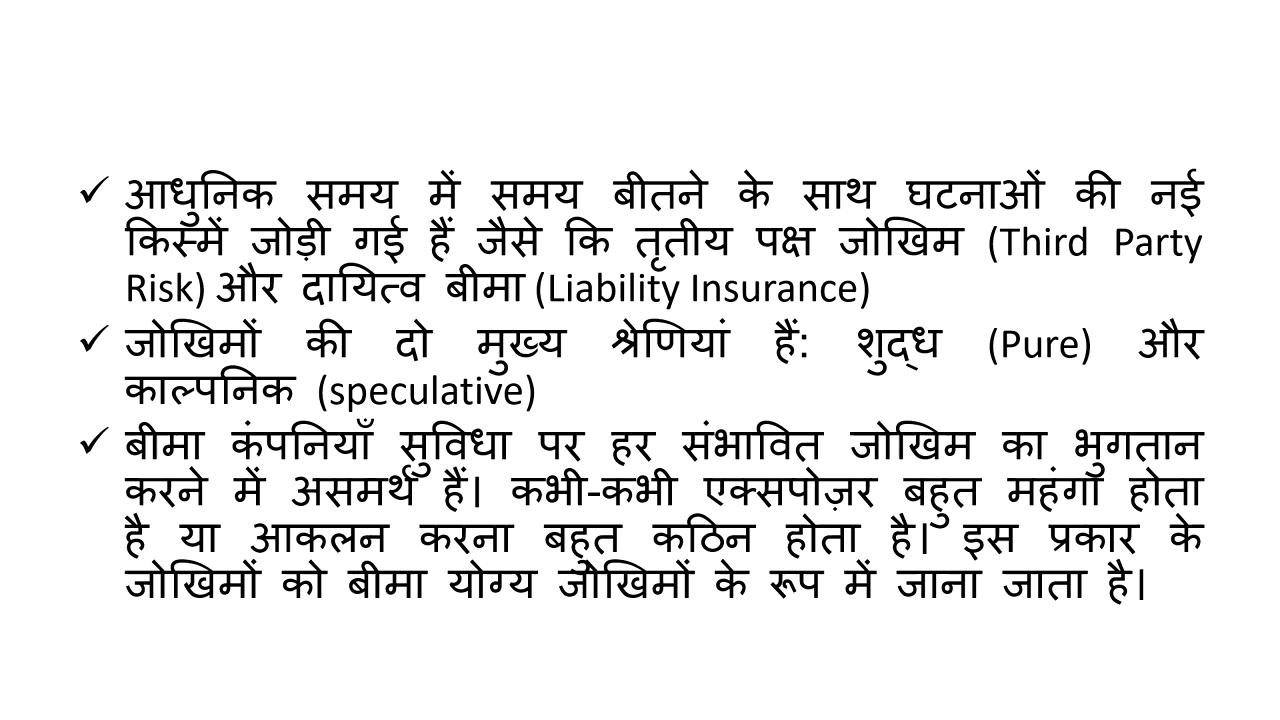 ✓ आधुनिक समय में समय बीतने के साथ घटनाओं की नई
किस्में जोड़ी गई हैं जैसे कि तृतीय पक्ष जोखिम (Third Party
Risk) और दायित्व बीमा (Liability Insurance)
✓ जोखिमों की दो मुख्य श्रेणियां हैं: शुद्ध (Pure) और
काल्पनिक (speculative)
✓ बीमा कंपनियाँ सुविधा पर हर संभावित जोखिम का भुगतान
करने में असमर्थ हैं। कभी-कभी एक्सपोज़र बहुत महंगा होता
है या आकलन करना बहुत कठिन होता है। इस प्रकार के
जोखिमों को बीमा योग्य जोखिमों के रूप में जाना जाता है।